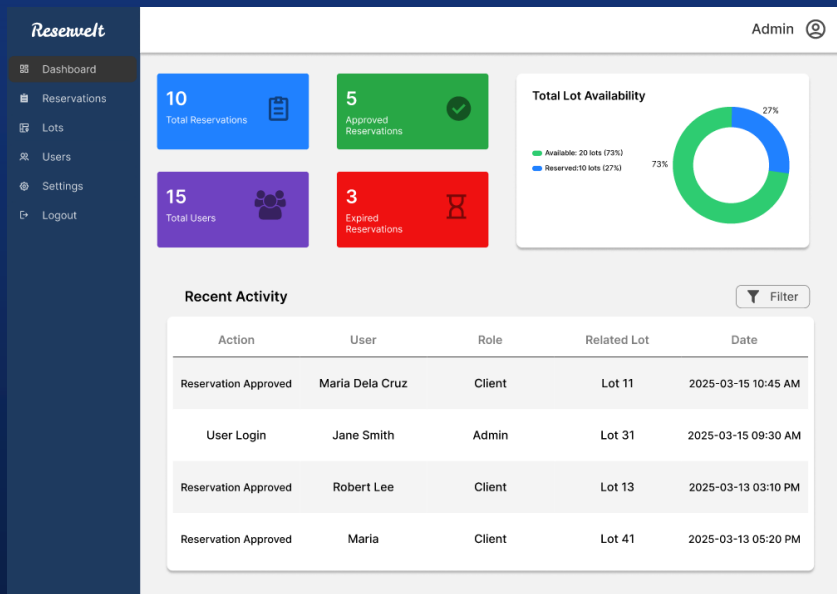 ReserveIt
Admin
Dashboard
Reservations
Lots
Users
Settings
Logout
10
Total Reservations
5
Approved
Reservations
15
Total Users
3
Expired
Reservations
Total Lot Availability
Available: 20 lots (73%)
Reserved:10 lots (27%)
27%
73%
Recent Activity
Filter
Action User Role Related Lot Date
Reservation Approved Maria Dela Cruz Client Lot 11 2025-03-15 10:45 AM
User Login Jane Smith Admin Lot 31 2025-03-15 09:30 AM
Reservation Approved Robert Lee Client Lot 13 2025-03-13 03:10 PM
Reservation Approved Maria Client Lot 41 2025-03-13 05:20 PM